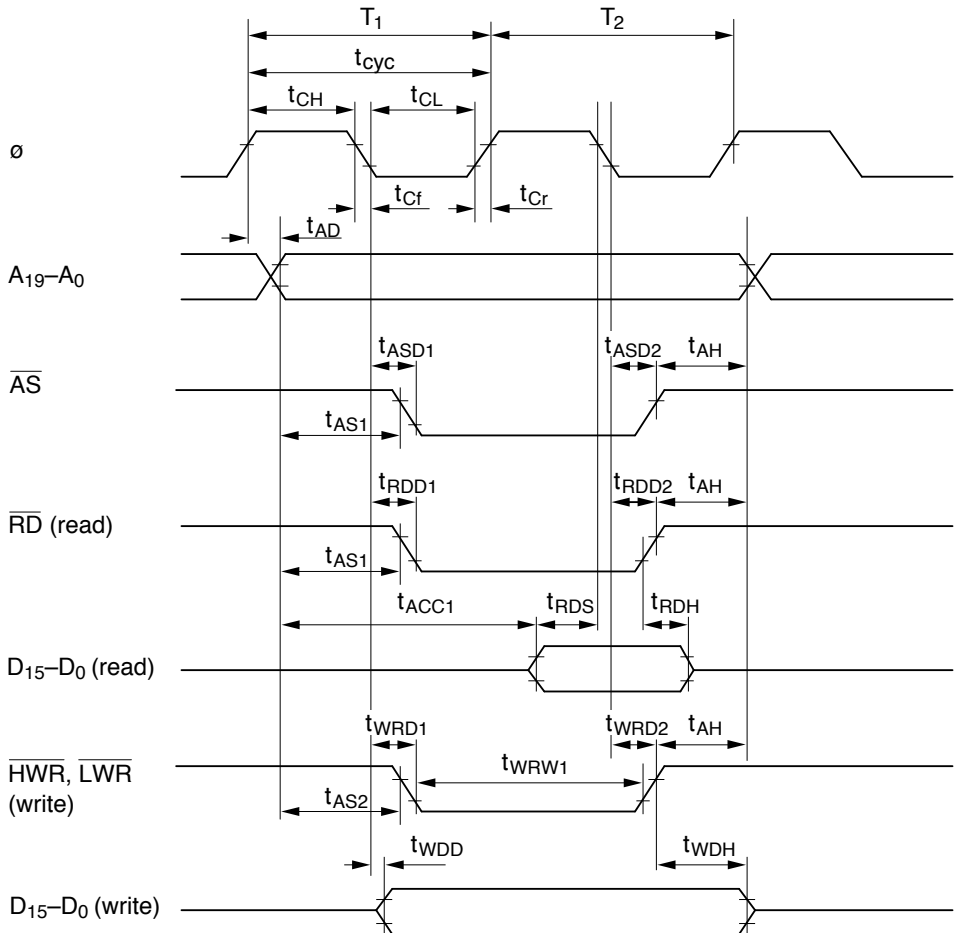 T1 T2
tcyc
tCH tCL
ø
tCf tCr
tAD
A19–A0
tASD1 tASD2 tAH
AS
tAS1
tRDD1 tRDD2 tAH
RD (read)
tAS1
tACC1 tRDS tRDH
D15–D0 (read)
tWRD1 tWRD2 tAH
HWR, LWR
tWRW1
(write)
tAS2
tWDD tWDH
D15–D0 (write)